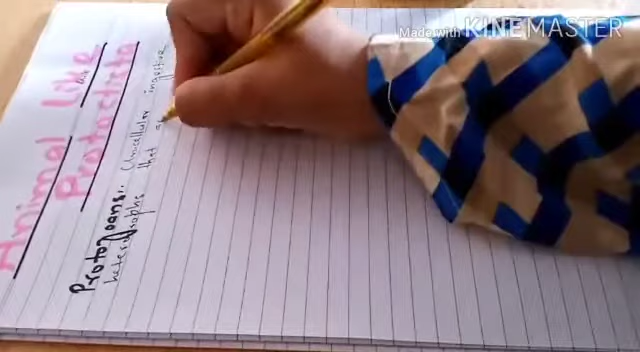 Made with KINEMASTER
Animal Like
Protoctista
Protozoans:. Unicellular ingestive
heterotrophs that a